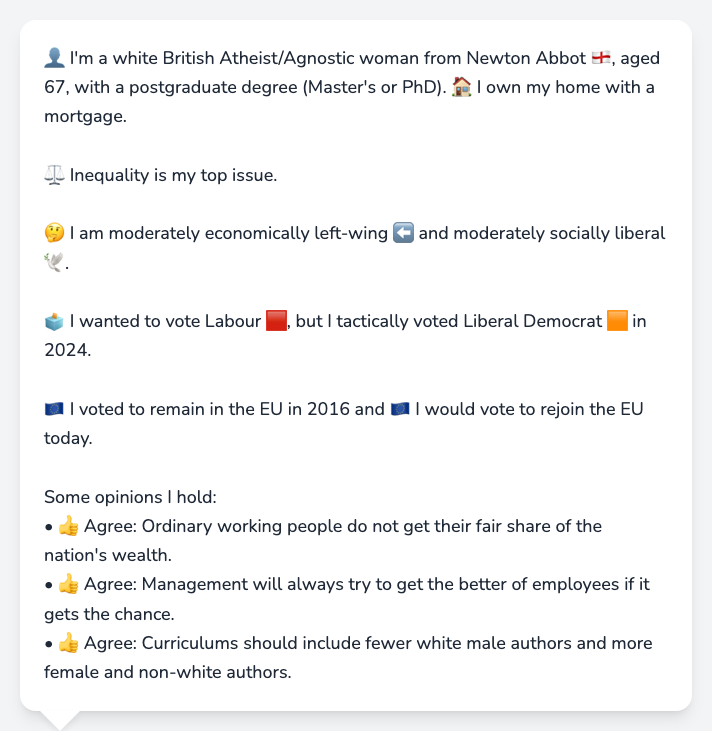 👤 I'm a white British Atheist/Agnostic woman from Newton Abbot 🏴󠁧󠁢󠁥󠁮󠁧󠁿, aged
67, with a postgraduate degree (Master's or PhD). 🏠 I own my home with a
mortgage.
⚖️ Inequality is my top issue.
🤔 I am moderately economically left-wing ⬅️ and moderately socially liberal
🕊️.
🗳️ I wanted to vote Labour 🟥, but I tactically voted Liberal Democrat 🟧 in
2024.
🇪🇺 I voted to remain in the EU in 2016 and 🇪🇺 I would vote to rejoin the EU
today.
Some opinions I hold:
• 👍 Agree: Ordinary working people do not get their fair share of the
nation's wealth.
• 👍 Agree: Management will always try to get the better of employees if it
gets the chance.
• 👍 Agree: Curriculums should include fewer white male authors and more
female and non-white authors.